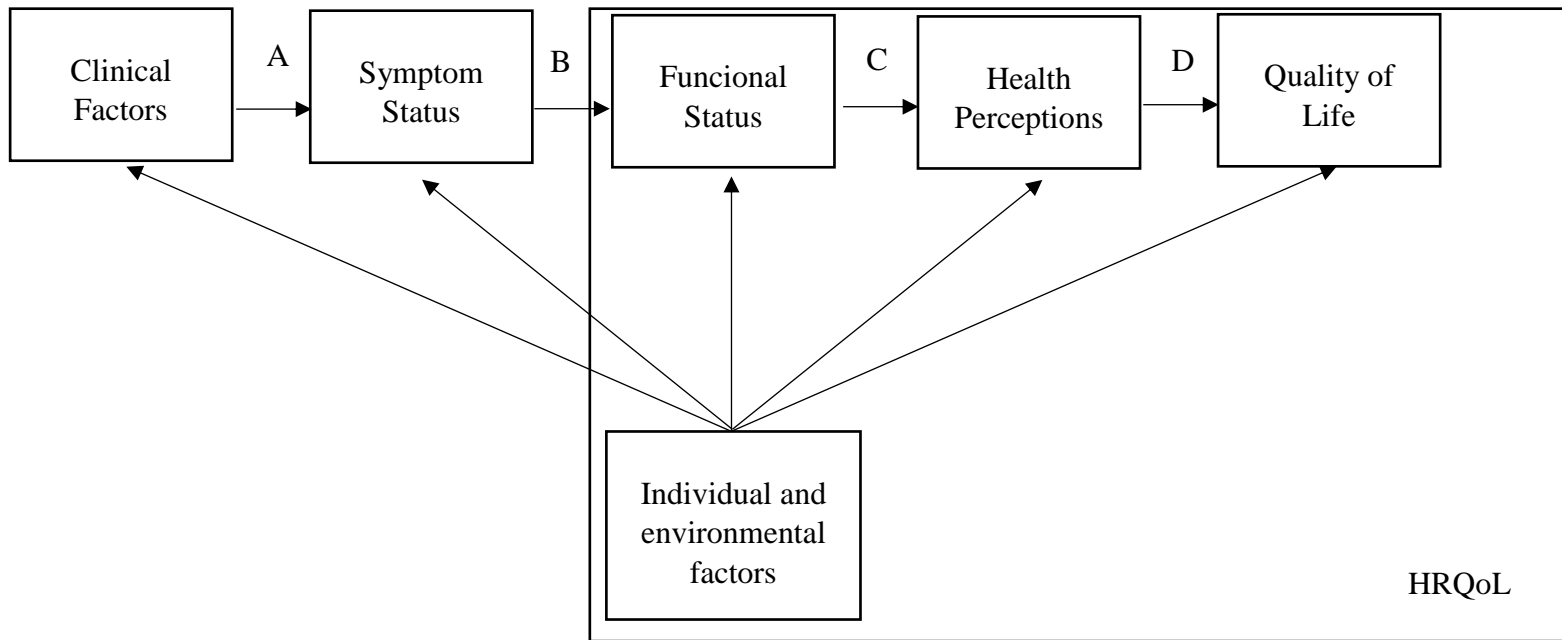 Clinical
Factors
A
Symptom
Status
B
Funcional
Status
C
Health
Perceptions
D
Quality of
Life
Individual and
environmental
factors
HRQoL